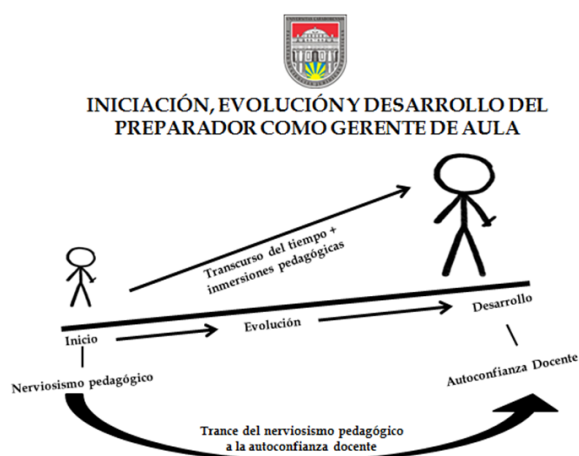 INICIACIÓN, EVOLUCIÓN Y DESARROLLO DEL
PREPARADOR COMO GERENTE DE AULA
Transcurso del tiempo +
inmersiones pedagógicas
Inicio
Evolución
Desarrollo
Nerviosismo pedagógico
Autoconfianza Docente
Trance del nerviosismo pedagógico
a la autoconfianza docente